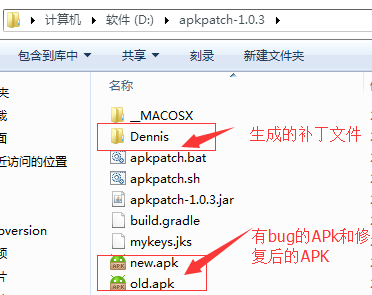 计算机 ▸ 软件 (D:) ▸ apkpatch-1.0.3 ▸
包含到库中 共享 刻录 新建文件夹
名称
夹
__MACOSX
载
Dennis
生成的补丁文件
面
apkpatch.bat
近访问的位置
apkpatch.sh
apkpatch-1.0.3.jar
bversion
build.gradle
频
mykeys.jks
有bug的APk和修
复后的APK
片
new.apk
old.apk